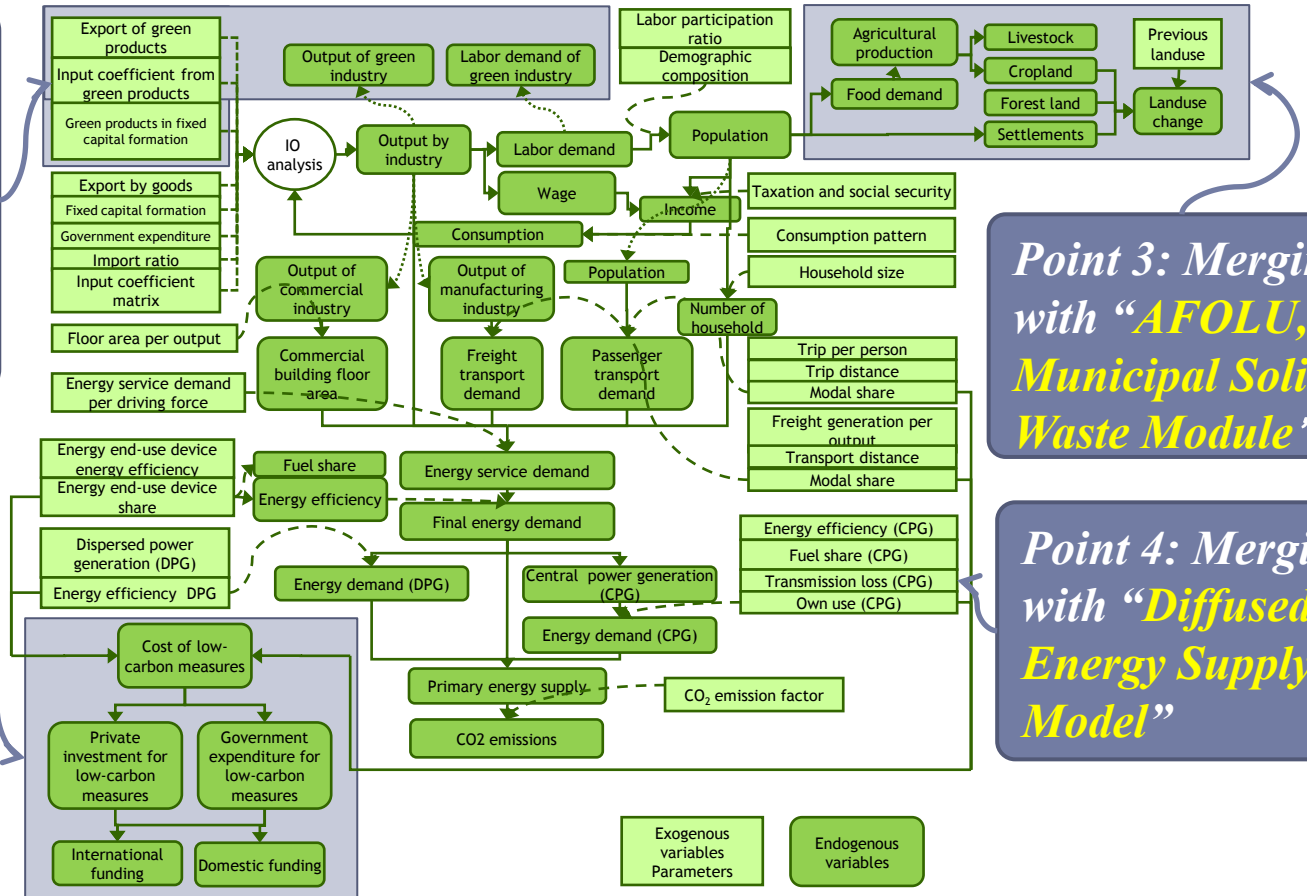 Export of green
products
Input coefficient from
green products
Green products in fixed
capital formation
Export by goods
Fixed capital formation
Government expenditure
Import ratio
Input coefficient
matrix
Floor area per output
Energy service demand
per driving force
Energy end-use device
energy efficiency
Energy end-use device
share
Dispersed power
generation (DPG)
Energy efficiency DPG
Output of green
industry
Labor demand of
green industry
Labor participation
ratio
Demographic
composition
IO
analysis
Output by
industry
Labor demand
Population
Wage
Income
Consumption
Taxation and social security
Consumption pattern
Household size
Agricultural
production
Food demand
Livestock
Cropland
Forest land
Settlements
Previous
landuse
Landuse
change
Output of
commercial
industry
Output of
manufacturing
industry
Population
Number of
household
Commercial
building floor
area
Freight
transport
demand
Passenger
transport
demand
Trip per person
Trip distance
Modal share
Freight generation per
output
Transport distance
Modal share
Fuel share
Energy efficiency
Energy service demand
Final energy demand
Energy demand (DPG)
Central power generation
(CPG)
Energy demand (CPG)
Energy efficiency (CPG)
Fuel share (CPG)
Transmission loss (CPG)
Own use (CPG)
Primary energy supply
CO2 emission factor
CO2 emissions
Cost of low-
carbon measures
Private
investment for
low-carbon
measures
Government
expenditure for
low-carbon
measures
International
funding
Domestic funding
Exogenous
variables
Parameters
Endogenous
variables
Point 3: Mergi
with “AFOLU,
Municipal Soli
Waste Module”
Point 4: Mergi
with “Diffused
Energy Supply
Model”